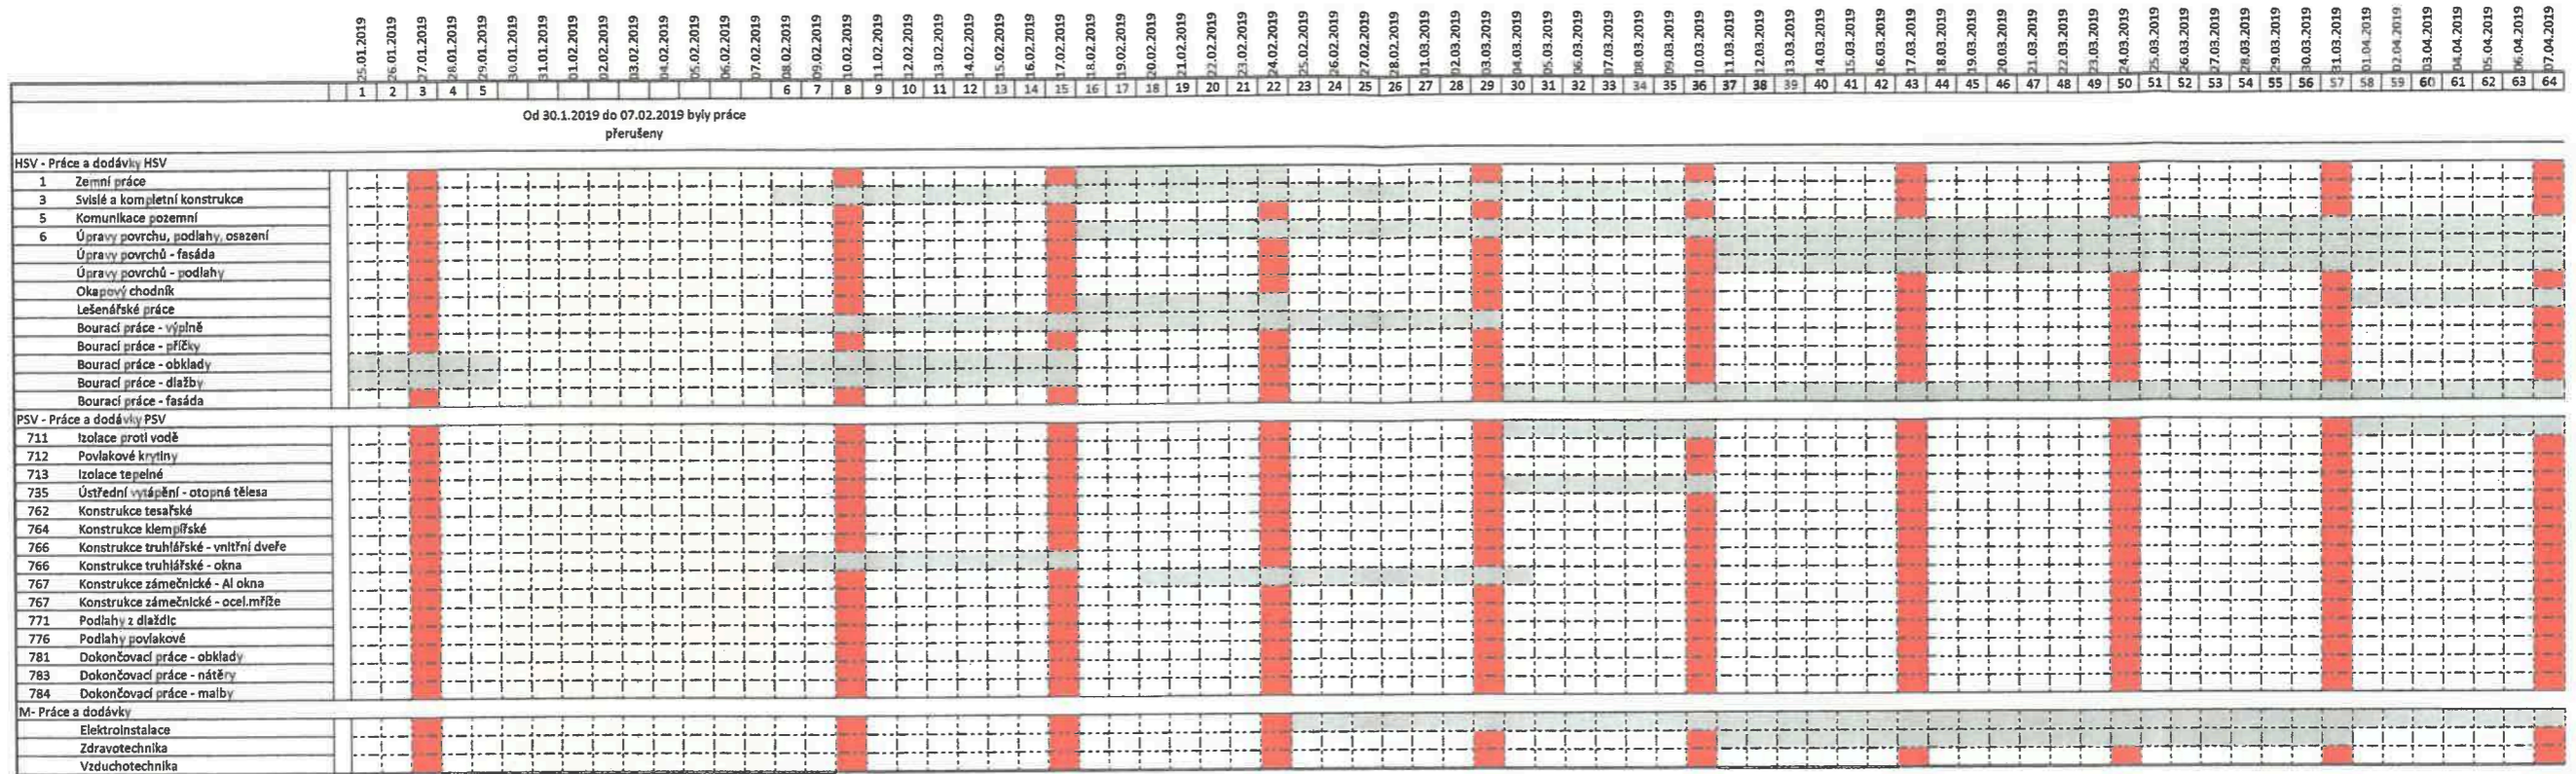 25.01.2019 26.01.2019 27.01.2019 28.01.2019 29.01.2019 30.01.2019 31.01.2019 01.02.2019 02.02.2019 03.02.2019 04.02.2019 05.02.2019 06.02.2019 07.02.2019 08.02.2019 09.02.2019 10.02.2019 11.02.2019 12.02.2019 13.02.2019 14.02.2019 15.02.2019 16.02.2019 17.02.2019 18.02.2019 19.02.2019 20.02.2019 21.02.2019 22.02.2019 23.02.2019 24.02.2019 25.02.2019 26.02.2019 27.02.2019 28.02.2019 01.03.2019 02.03.2019 03.03.2019 04.03.2019 05.03.2019 06.03.2019 07.03.2019 08.03.2019 09.03.2019 10.03.2019 11.03.2019 12.03.2019 13.03.2019 14.03.2019 15.03.2019 16.03.2019 17.03.2019 18.03.2019 19.03.2019 20.03.2019 21.03.2019 22.03.2019 23.03.2019 24.03.2019 25.03.2019 26.03.2019 27.03.2019 28.03.2019 29.03.2019 30.03.2019 31.03.2019 01.04.2019 02.04.2019 03.04.2019 04.04.2019 05.04.2019 06.04.2019 07.04.2019
1 2 3 4 5 6 7 8 9 10 11 12 13 14 15 16 17 18 19 20 21 22 23 24 25 26 27 28 29 30 31 32 33 34 35 36 37 38 39 40 41 42 43 44 45 46 47 48 49 50 51 52 53 54 55 56 57 58 59 60 61 62 63 64
Od 30.1.2019 do 07.02.2019 byly práce
přerušeny
HSV - Práce a dodávky HSV
1 Zemní práce
3 Svislé a kompletní konstrukce
5 Komunikace pozemní
6 Úpravy povrchu, podlahy, osazení
Úpravy povrchů - fasáda
Úpravy povrchů - podlahy
Okapový chodník
Lešenářské práce
Bourací práce - výplně
Bourací práce - příčky
Bourací práce - obklady
Bourací práce - dlažby
Bourací práce - fasáda
PSV - Práce a dodávky PSV
711 Izolace proti vodě
712 Povlakové krytiny
713 Izolace tepelné
735 Ústřední vytápění - otopná tělesa
762 Konstrukce tesařské
764 Konstrukce klempířské
766 Konstrukce truhlářské - vnitřní dveře
766 Konstrukce truhlářské - okna
767 Konstrukce zámečnické - Al okna
767 Konstrukce zámečnické - ocel.mříže
771 Podlahy z dlaždic
776 Podlahy povlakové
781 Dokončovací práce - obklady
783 Dokončovací práce - nátěry
784 Dokončovací práce - malby
M- Práce a dodávky
Elektroinstalace
Zdravotechnika
Vzduchotechnika